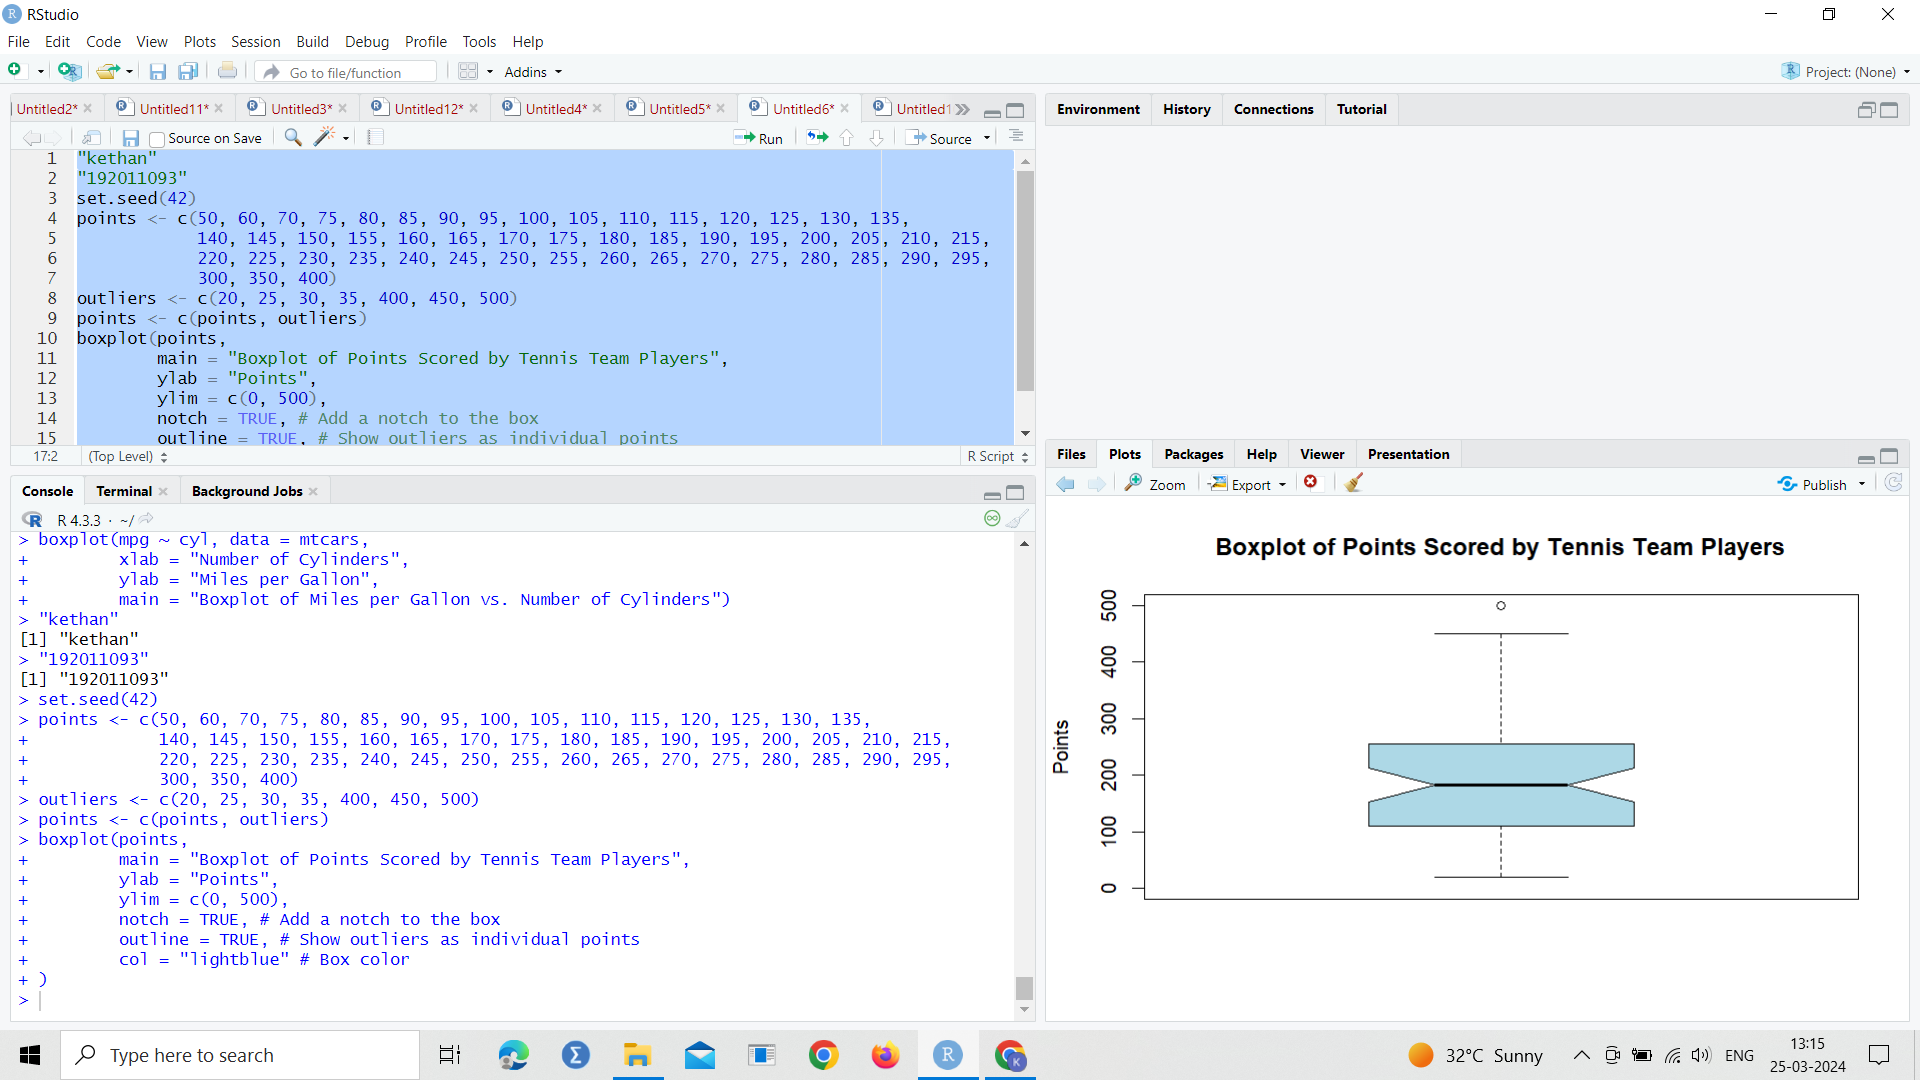 RStudio
File Edit Code View Plots Session Build Debug Profile Tools Help
Go to file/function Addins Project: (None)
Untitled2* Untitled11* Untitled3* Untitled12* Untitled4* Untitled5* Untitled6* Untitled1
Source on Save Run Source
1 "kethan"
2 "192011093"
3 set.seed(42)
4 points <- c(50, 60, 70, 75, 80, 85, 90, 95, 100, 105, 110, 115, 120, 125, 130, 135,
5 140, 145, 150, 155, 160, 165, 170, 175, 180, 185, 190, 195, 200, 205, 210, 215,
6 220, 225, 230, 235, 240, 245, 250, 255, 260, 265, 270, 275, 280, 285, 290, 295,
7 300, 350, 400)
8 outliers <- c(20, 25, 30, 35, 400, 450, 500)
9 points <- c(points, outliers)
10 boxplot(points,
11 main = "Boxplot of Points Scored by Tennis Team Players",
12 ylab = "Points",
13 ylim = c(0, 500),
14 notch = TRUE, # Add a notch to the box
15 outline = TRUE, # Show outliers as individual points
17:2 (Top Level) R Script
Console Terminal Background Jobs
R 4.3.3 · ~/
> boxplot(mpg ~ cyl, data = mtcars,
+ xlab = "Number of Cylinders",
+ ylab = "Miles per Gallon",
+ main = "Boxplot of Miles per Gallon vs. Number of Cylinders")
> "kethan"
[1] "kethan"
> "192011093"
[1] "192011093"
> set.seed(42)
> points <- c(50, 60, 70, 75, 80, 85, 90, 95, 100, 105, 110, 115, 120, 125, 130, 135,
+ 140, 145, 150, 155, 160, 165, 170, 175, 180, 185, 190, 195, 200, 205, 210, 215,
+ 220, 225, 230, 235, 240, 245, 250, 255, 260, 265, 270, 275, 280, 285, 290, 295,
+ 300, 350, 400)
> outliers <- c(20, 25, 30, 35, 400, 450, 500)
> points <- c(points, outliers)
> boxplot(points,
+ main = "Boxplot of Points Scored by Tennis Team Players",
+ ylab = "Points",
+ ylim = c(0, 500),
+ notch = TRUE, # Add a notch to the box
+ outline = TRUE, # Show outliers as individual points
+ col = "lightblue" # Box color
+ )
>
Environment History Connections Tutorial
Files Plots Packages Help Viewer Presentation
Zoom Export Publish
Boxplot of Points Scored by Tennis Team Players
Points
500
400
300
200
100
0
Type here to search
32°C Sunny
ENG
13:15
25-03-2024